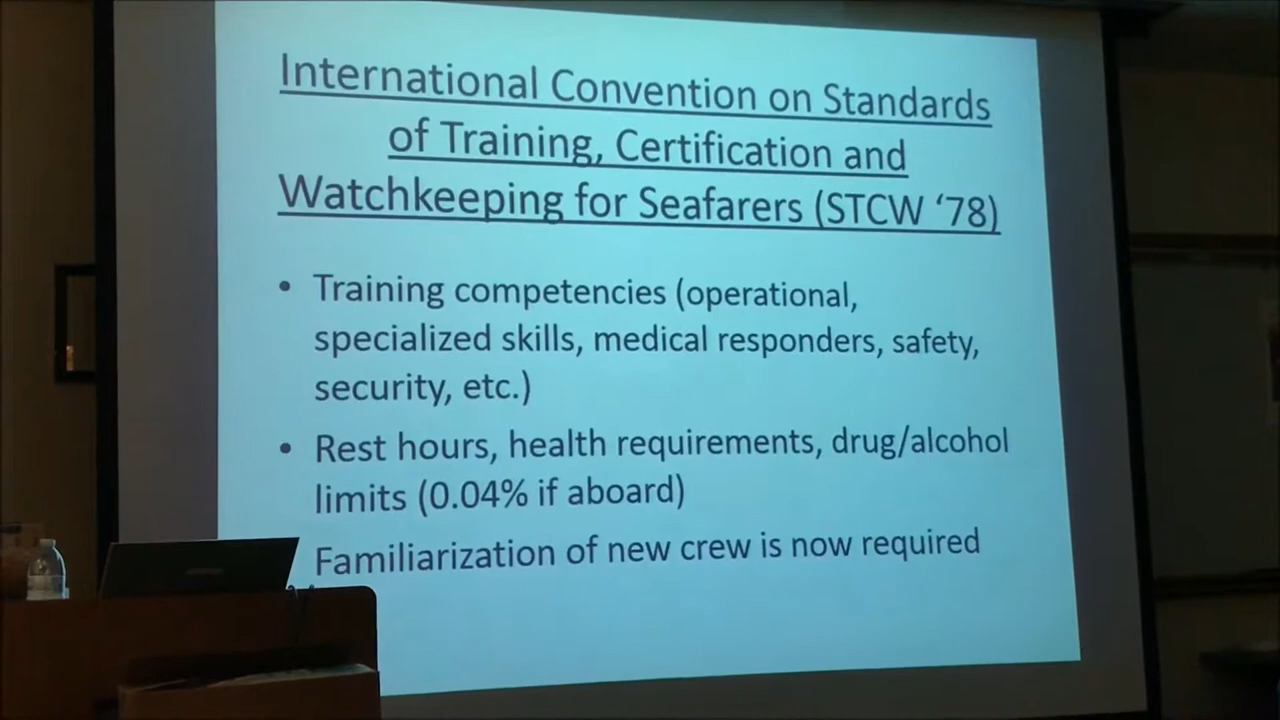 International Convention on Standards
of Training, Certification and
Watchkeeping for Seafarers (STCW ‘78)
• Training competencies (operational,
specialized skills, medical responders, safety,
security, etc.)
• Rest hours, health requirements, drug/alcohol
limits (0.04% if aboard)
Familiarization of new crew is now required